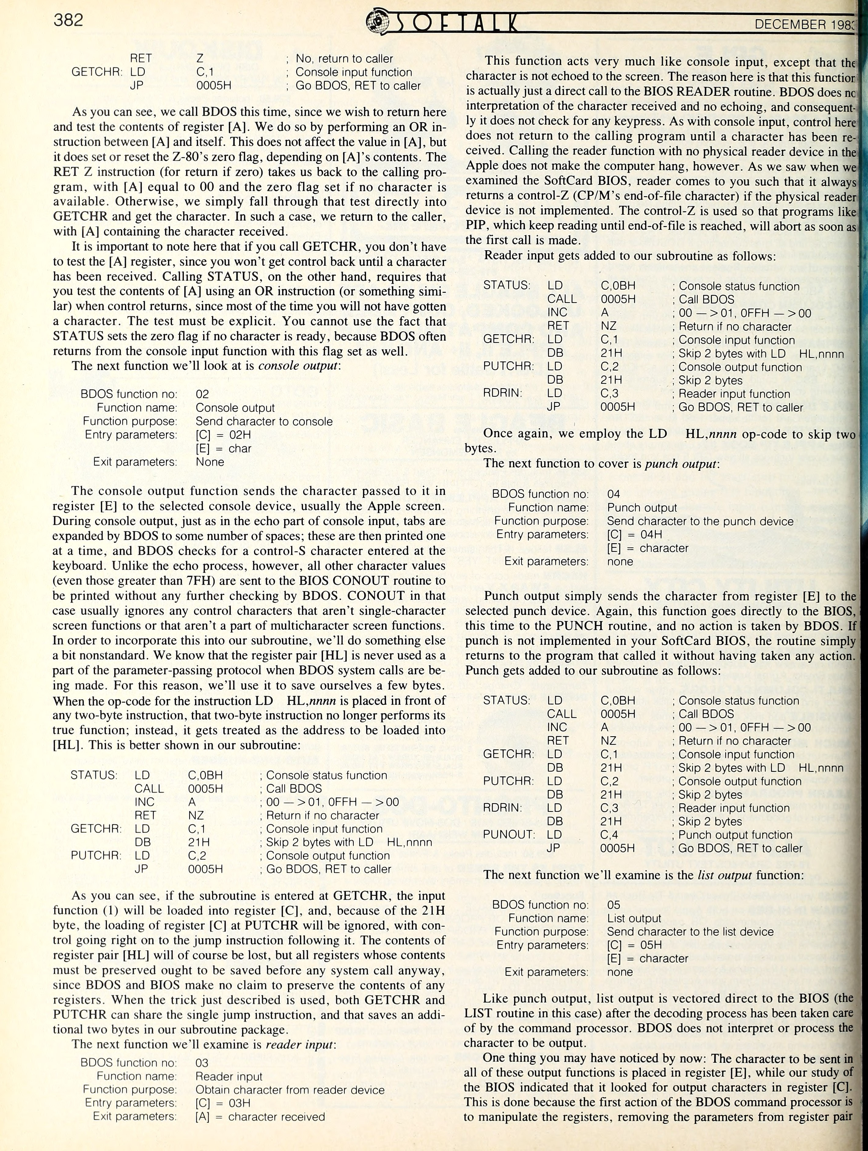 382
SOFTALK
DECEMBER 198
RET Z ; No, return to caller
GETCHR: LD C,1 ; Console input function
JP 0005H ; Go BDOS, RET to caller
As you can see, we call BDOS this time, since we wish to return here
and test the contents of register [A]. We do so by performing an OR in-
struction between [A] and itself. This does not affect the value in [A], but
it does set or reset the Z-80's zero flag, depending on [A]'s contents. The
RET Z instruction (for return if zero) takes us back to the calling pro-
gram, with [A] equal to 00 and the zero flag set if no character is
available. Otherwise, we simply fall through that test directly into
GETCHR and get the character. In such a case, we return to the caller,
with [A] containing the character received.
It is important to note here that if you call GETCHR, you don't have
to test the [A] register, since you won't get control back until a character
has been received. Calling STATUS, on the other hand, requires that
you test the contents of [A] using an OR instruction (or something simi-
lar) when control returns, since most of the time you will not have gotten
a character. The test must be explicit. You cannot use the fact that
STATUS sets the zero flag if no character is ready, because BDOS often
returns from the console input function with this flag set as well.
The next function we'll look at is console output:
BDOS function no: 02
Function name: Console output
Function purpose: Send character to console
Entry parameters: [C] = 02H
[E] = char
Exit parameters: None
The console output function sends the character passed to it in
register [E] to the selected console device, usually the Apple screen.
During console output, just as in the echo part of console input, tabs are
expanded by BDOS to some number of spaces; these are then printed one
at a time, and BDOS checks for a control-S character entered at the
keyboard. Unlike the echo process, however, all other character values
(even those greater than 7FH) are sent to the BIOS CONOUT routine to
be printed without any further checking by BDOS. CONOUT in that
case usually ignores any control characters that aren't single-character
screen functions or that aren't a part of multicharacter screen functions.
In order to incorporate this into our subroutine, we'll do something else
a bit nonstandard. We know that the register pair [HL] is never used as a
part of the parameter-passing protocol when BDOS system calls are be-
ing made. For this reason, we'll use it to save ourselves a few bytes.
When the op-code for the instruction LD HL,nnnn is placed in front of
any two-byte instruction, that two-byte instruction no longer performs its
true function; instead, it gets treated as the address to be loaded into
[HL]. This is better shown in our subroutine:
STATUS: LD C,0BH ; Console status function
CALL 0005H ; Call BDOS
INC A ; 00 — >01, 0FFH — >00
RET NZ ; Return if no character
GETCHR: LD C,1 ; Console input function
DB 21H ; Skip 2 bytes with LD HL,nnnn
PUTCHR: LD C,2 ; Console output function
JP 0005H ; Go BDOS, RET to caller
As you can see, if the subroutine is entered at GETCHR, the input
function (1) will be loaded into register [C], and, because of the 21H
byte, the loading of register [C] at PUTCHR will be ignored, with con-
trol going right on to the jump instruction following it. The contents of
register pair [HL] will of course be lost, but all registers whose contents
must be preserved ought to be saved before any system call anyway,
since BDOS and BIOS make no claim to preserve the contents of any
registers. When the trick just described is used, both GETCHR and
PUTCHR can share the single jump instruction, and that saves an addi-
tional two bytes in our subroutine package.
The next function we'll examine is reader input:
BDOS function no: 03
Function name: Reader input
Function purpose: Obtain character from reader device
Entry parameters: [C] = 03H
Exit parameters: [A] = character received
This function acts very much like console input, except that the
character is not echoed to the screen. The reason here is that this function
is actually just a direct call to the BIOS READER routine. BDOS does no
interpretation of the character received and no echoing, and consequent-
ly it does not check for any keypress. As with console input, control here
does not return to the calling program until a character has been re-
ceived. Calling the reader function with no physical reader device in the
Apple does not make the computer hang, however. As we saw when we
examined the SoftCard BIOS, reader comes to you such that it always
returns a control-Z (CP/M's end-of-file character) if the physical reader
device is not implemented. The control-Z is used so that programs like
PIP, which keep reading until end-of-file is reached, will abort as soon as
the first call is made.
Reader input gets added to our subroutine as follows:
STATUS: LD C,0BH ; Console status function
CALL 0005H ; Call BDOS
INC A ; 00 — >01, 0FFH — >00
RET NZ ; Return if no character
GETCHR: LD C,1 ; Console input function
DB 21H ; Skip 2 bytes with LD HL,nnnn
PUTCHR: LD C,2 ; Console output function
DB 21H ; Skip 2 bytes
RDRIN: LD C,3 ; Reader input function
JP 0005H ; Go BDOS, RET to caller
Once again, we employ the LD HL,nnnn op-code to skip two
bytes.
The next function to cover is punch output:
BDOS function no: 04
Function name: Punch output
Function purpose: Send character to the punch device
Entry parameters: [C] = 04H
[E] = character
Exit parameters: none
Punch output simply sends the character from register [E] to the
selected punch device. Again, this function goes directly to the BIOS,
this time to the PUNCH routine, and no action is taken by BDOS. If
punch is not implemented in your SoftCard BIOS, the routine simply
returns to the program that called it without having taken any action.
Punch gets added to our subroutine as follows:
STATUS: LD C,0BH ; Console status function
CALL 0005H ; Call BDOS
INC A ; 00 — >01, 0FFH — >00
RET NZ ; Return if no character
GETCHR: LD C,1 ; Console input function
DB 21H ; Skip 2 bytes with LD HL,nnnn
PUTCHR: LD C,2 ; Console output function
DB 21H ; Skip 2 bytes
RDRIN: LD C,3 ; Reader input function
DB 21H ; Skip 2 bytes
PUNOUT: LD C,4 ; Punch output function
JP 0005H ; Go BDOS, RET to caller
The next function we'll examine is the list output function:
BDOS function no: 05
Function name: List output
Function purpose: Send character to the list device
Entry parameters: [C] = 05H
[E] = character
Exit parameters: none
Like punch output, list output is vectored direct to the BIOS (the
LIST routine in this case) after the decoding process has been taken care
of by the command processor. BDOS does not interpret or process the
character to be output.
One thing you may have noticed by now: The character to be sent in
all of these output functions is placed in register [E], while our study of
the BIOS indicated that it looked for output characters in register [C].
This is done because the first action of the BDOS command processor is
to manipulate the registers, removing the parameters from register pair